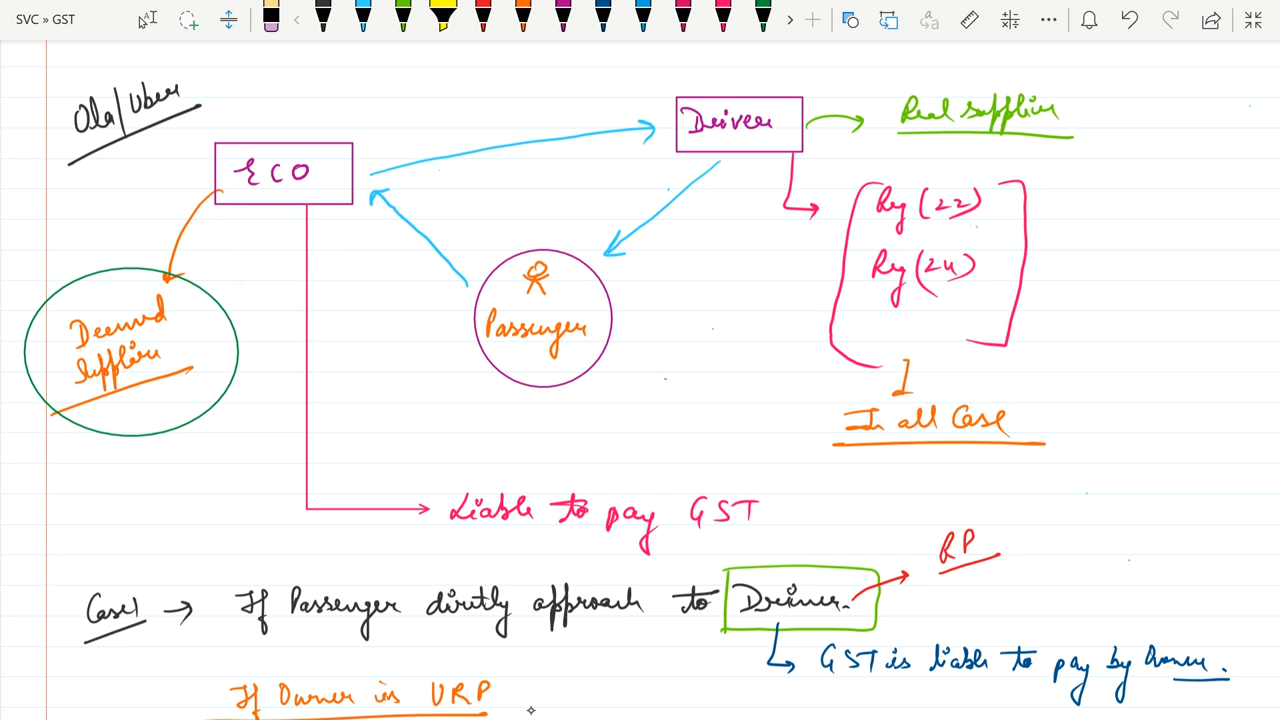 SVC » GST
Ola/Uber
ECO
Driver
Real supplier
Reg (22)
Reg (24)
In all Case
Passenger
Deemed
supplier
Liable to pay GST
RP
Case1 → If Passenger dirctly approach to Driver.
GST is liable to pay by Owner.
If Owner is URP